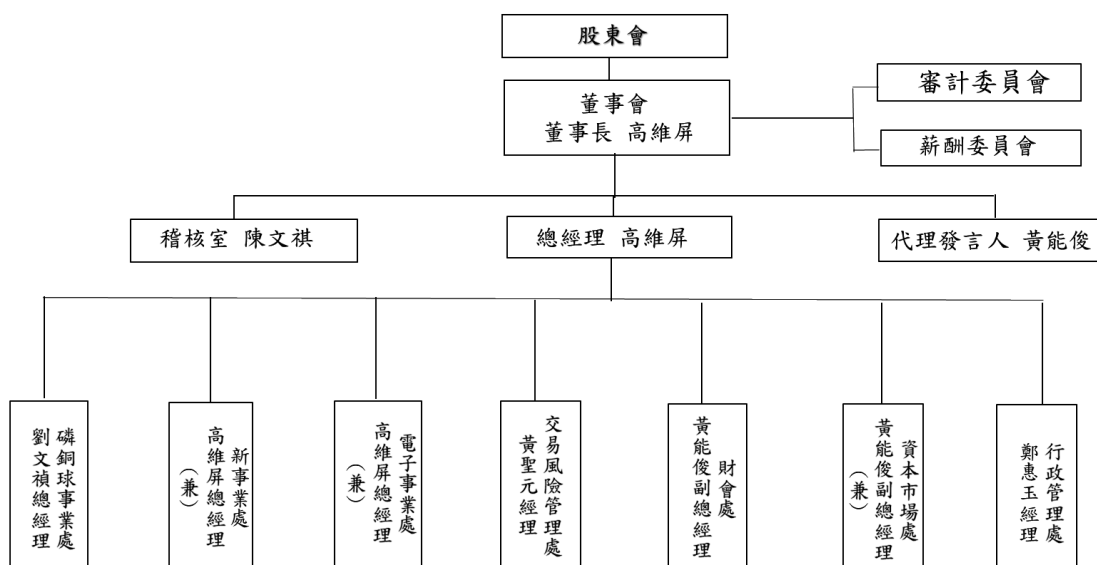 股東會
董事會
董事長 高維屏
審計委員會
薪酬委員會
稽核室 陳文祺
總經理 高維屏
代理發言人 黃能俊
磷銅球事業處
劉文禎總經理
新事業處
高維屏總經理
（兼）
電子事業處
高維屏總經理
（兼）
交易風險管理處
黃聖元經理
財會處
黃能俊副總經理
資本市場處
黃能俊副總經理
（兼）
行政管理處
鄭惠玉經理